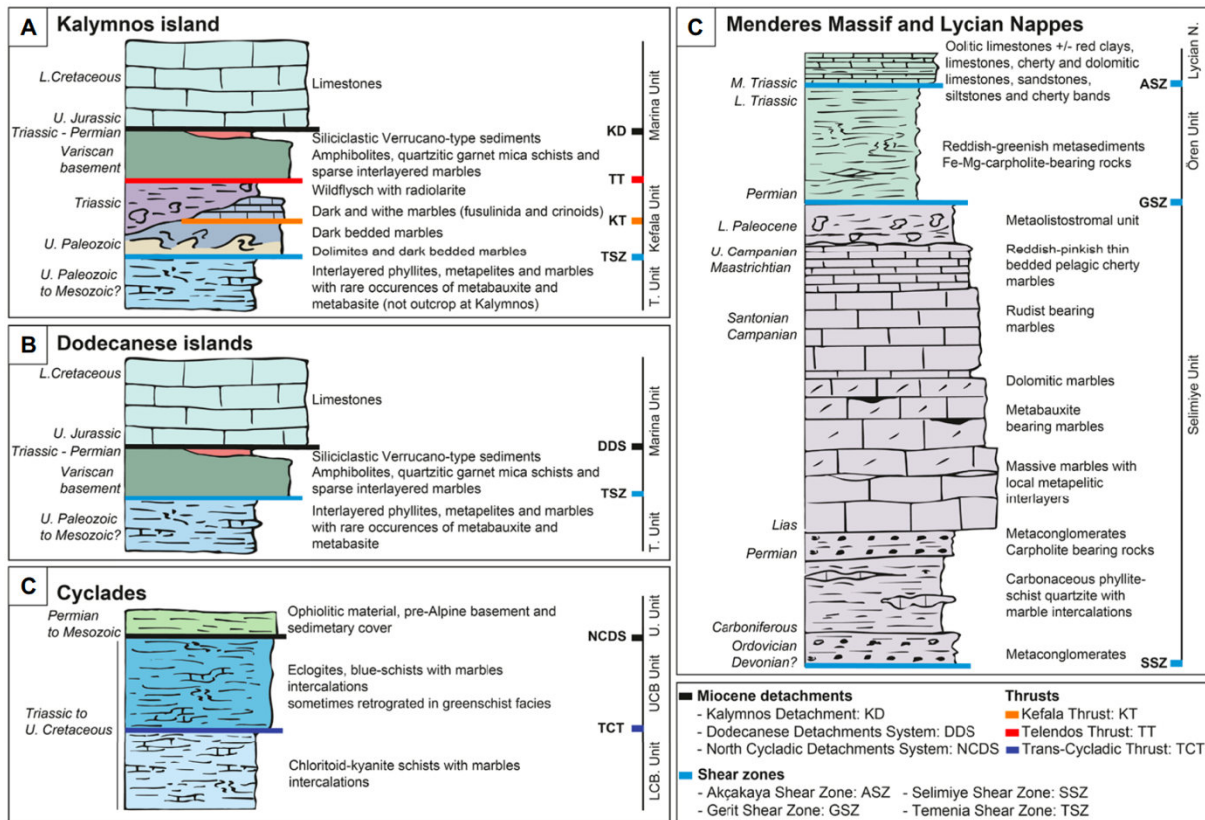 A Kalymnos island
L.Cretaceous
Limestones
U. Jurassic
Triassic - Permian
KD
Siliciclastic Verrucano-type sediments
Variscan
basement
Amphibolites, quartzitic garnet mica schists and
sparse interlayered marbles
TT
Wildflysch with radiolarite
Triassic
Dark and withe marbles (fusulinida and crinoids)
KT
Dark bedded marbles
U. Paleozoic
Dolimites and dark bedded marbles
TSZ
U. Paleozoic
to Mesozoic?
Interlayered phyllites, metapelites and marbles
with rare occurences of metabauxite and
metabasite (not outcrop at Kalymnos)
Marina Unit
Kefala Unit
T. Unit
B Dodecanese islands
L.Cretaceous
Limestones
U. Jurassic
Triassic - Permian
DDS
Siliciclastic Verrucano-type sediments
Variscan
basement
Amphibolites, quartzitic garnet mica schists and
sparse interlayered marbles
TSZ
U. Paleozoic
to Mesozoic?
Interlayered phyllites, metapelites and marbles
with rare occurences of metabauxite and
metabasite
Marina Unit
T. Unit
C Cyclades
Permian
to Mesozoic
Ophiolitic material, pre-Alpine basement and
sedimetary cover
NCDS
Eclogites, blue-schists with marbles
intercalations
sometimes retrograted in greenschist facies
Triassic to
U. Cretaceous
TCT
Chloritoid-kyanite schists with marbles
intercalations
U. Unit
UCB Unit
LCB. Unit
C Menderes Massif and Lycian Nappes
Oolitic limestones +/- red clays,
limestones, cherty and dolomitic
limestones, sandstones,
siltstones and cherty bands
M. Triassic
ASZ
L. Triassic
Reddish-greenish metasediments
Fe-Mg-carpholite-bearing rocks
Permian
GSZ
L. Paleocene
Metaolistostromal unit
U. Campanian
Maastrichtian
Reddish-pinkish thin
bedded pelagic cherty
marbles
Santonian
Campanian
Rudist bearing
marbles
Dolomitic marbles
Metabauxite
bearing marbles
Massive marbles with
local metapelitic
interlayers
Lias
Permian
Metaconglomerates
Carpholite bearing rocks
Carbonaceous phyllite-
schist quartzite with
marble intercalations
Carboniferous
Ordovician
Devonian?
Metaconglomerates
SSZ
Lycian N.
Ören Unit
Selimiye Unit
Miocene detachments
- Kalymnos Detachment: KD
- Dodecanese Detachments System: DDS
- North Cycladic Detachments System: NCDS
Thrusts
Kefala Thrust: KT
Telendos Thrust: TT
Trans-Cycladic Thrust: TCT
Shear zones
- Akçakaya Shear Zone: ASZ
- Gerit Shear Zone: GSZ
- Selimiye Shear Zone: SSZ
- Temenia Shear Zone: TSZ